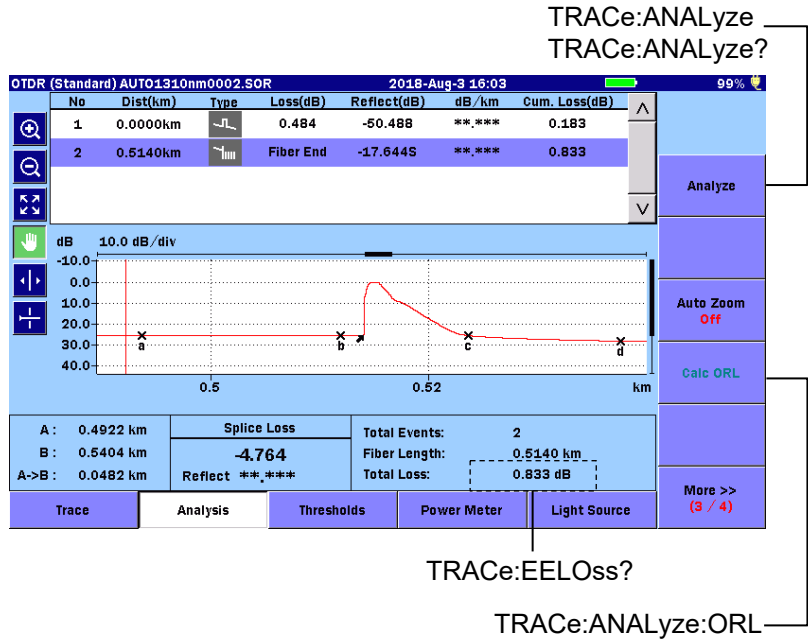 TRACe:ANALyze
TRACe:ANALyze?
OTDR (Standard) AUTO1310nm0002.SOR 2018-Aug-3 16:03 99%
No Dist(km) Type Loss(dB) Reflect(dB) dB/km Cum. Loss(dB)
1 0.0000km 0.484 -50.488 **.*** 0.183
2 0.5140km Fiber End -17.644S **.*** 0.833
Analyze
dB 10.0 dB/div
-10.0
0.0
10.0
20.0
30.0
40.0
a b c d
0.5 0.52 km
Auto Zoom
Off
Calc ORL
A: 0.4922 km
B: 0.5404 km
A->B: 0.0482 km
Splice Loss
-4.764
Reflect **.***
Total Events: 2
Fiber Length: 0.5140 km
Total Loss: 0.833 dB
More >>
(3 / 4)
Trace Analysis Thresholds Power Meter Light Source
TRACe:EELOss?
TRACe:ANALyze:ORL